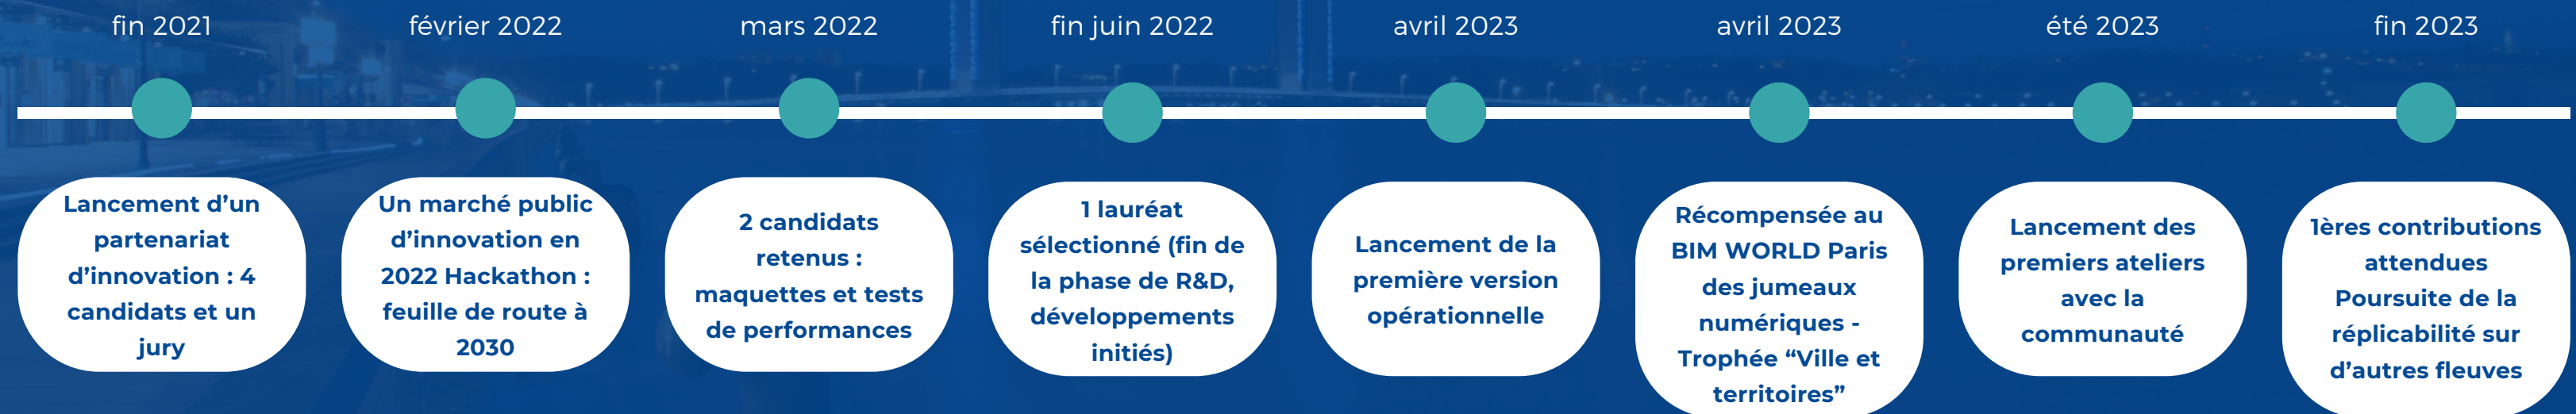 fin 2021
février 2022
mars 2022
fin juin 2022
avril 2023
avril 2023
été 2023
fin 2023
Lancement d’un
partenariat
d’innovation : 4
candidats et un
jury
Un marché public
d’innovation en
2022 Hackathon :
feuille de route à
2030
2 candidats
retenus :
maquettes et tests
de performances
1 lauréat
sélectionné (fin de
la phase de R&D,
développements
initiés)
Lancement de la
première version
opérationnelle
Récompensée au
BIM WORLD Paris
des jumeaux
numériques -
Trophée “Ville et
territoires”
Lancement des
premiers ateliers
avec la
communauté
1ères contributions
attendues
Poursuite de la
réplicabilité sur
d’autres fleuves